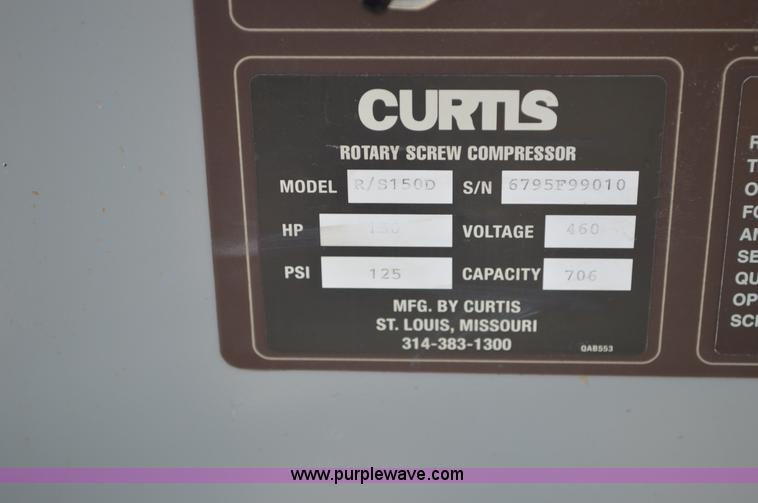 CURTIS
ROTARY SCREW COMPRESSOR
MODEL R/S150D S/N 6795F99010
HP 150 VOLTAGE 460
PSI 125 CAPACITY 706
MFG. BY CURTIS
ST. LOUIS, MISSOURI
314-383-1300
QAB553
www.purplewave.com